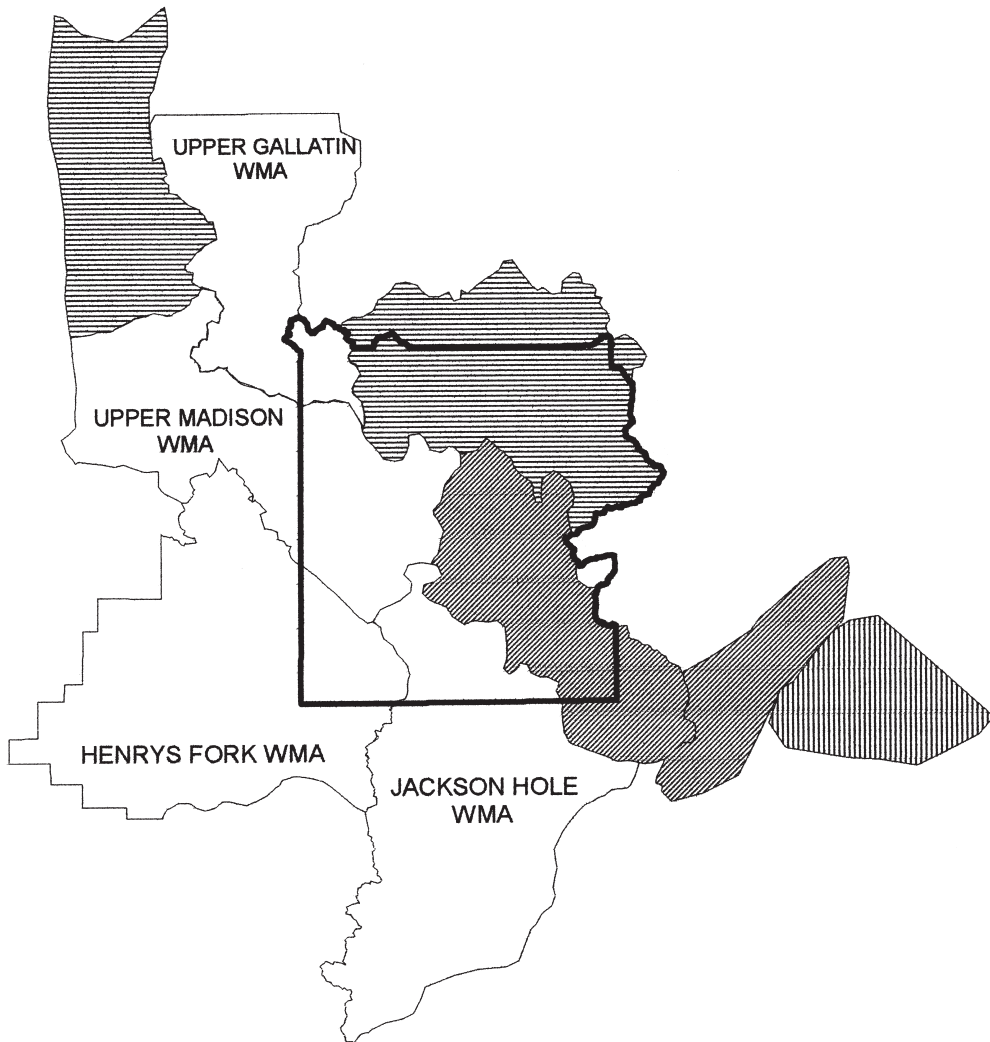 UPPER GALLATIN
WMA
UPPER MADISON
WMA
HENRYS FORK WMA
JACKSON HOLE
WMA